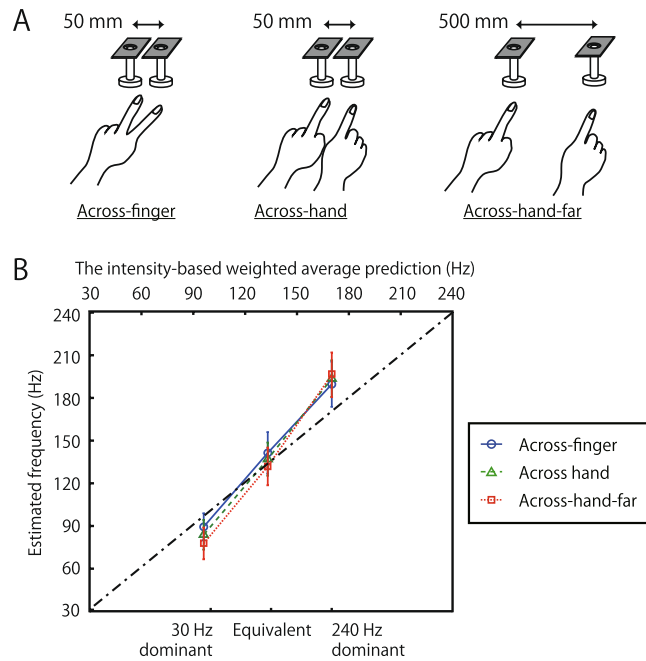 A
50 mm
50 mm
500 mm
Across-finger
Across-hand
Across-hand-far
B
The intensity-based weighted average prediction (Hz)
30 60 90 120 150 180 210 240
Estimated frequency (Hz)
240
210
180
150
120
90
60
30
30 Hz dominant
Equivalent
240 Hz dominant
Across-finger
Across hand
Across-hand-far